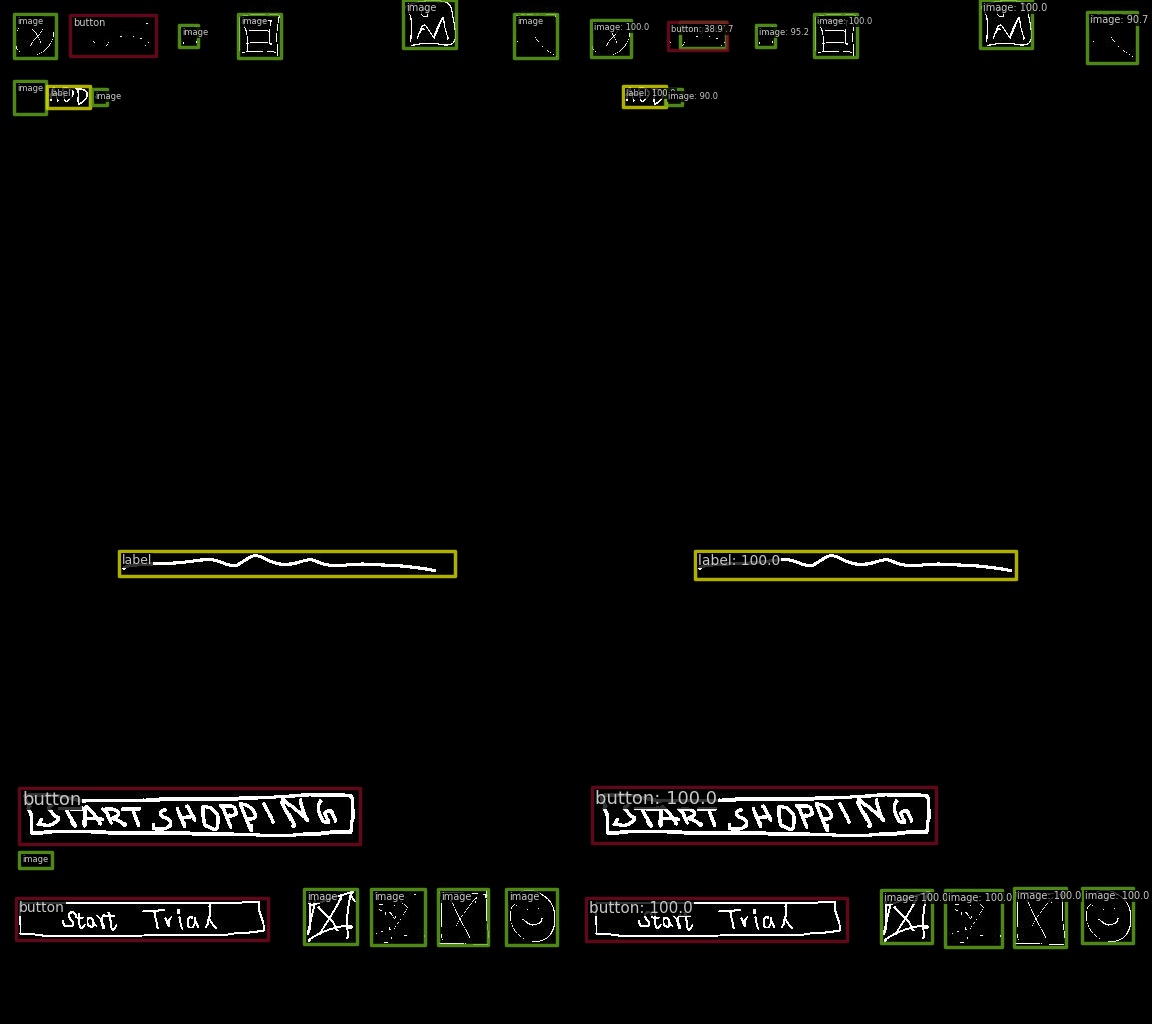 image button image image image image image: 100.0 image: 95.2 image: 100.0 image: 100.0 image: 90.7
image label image label: 100.0 image: 90.0
label label: 100.0
button button: 100.0
START SHOPPING START SHOPPING
image
button image image image image button: 100.0 image: 100.0 image: 100.0 image: 100.0 image: 100.0
Start Trial Start Trial